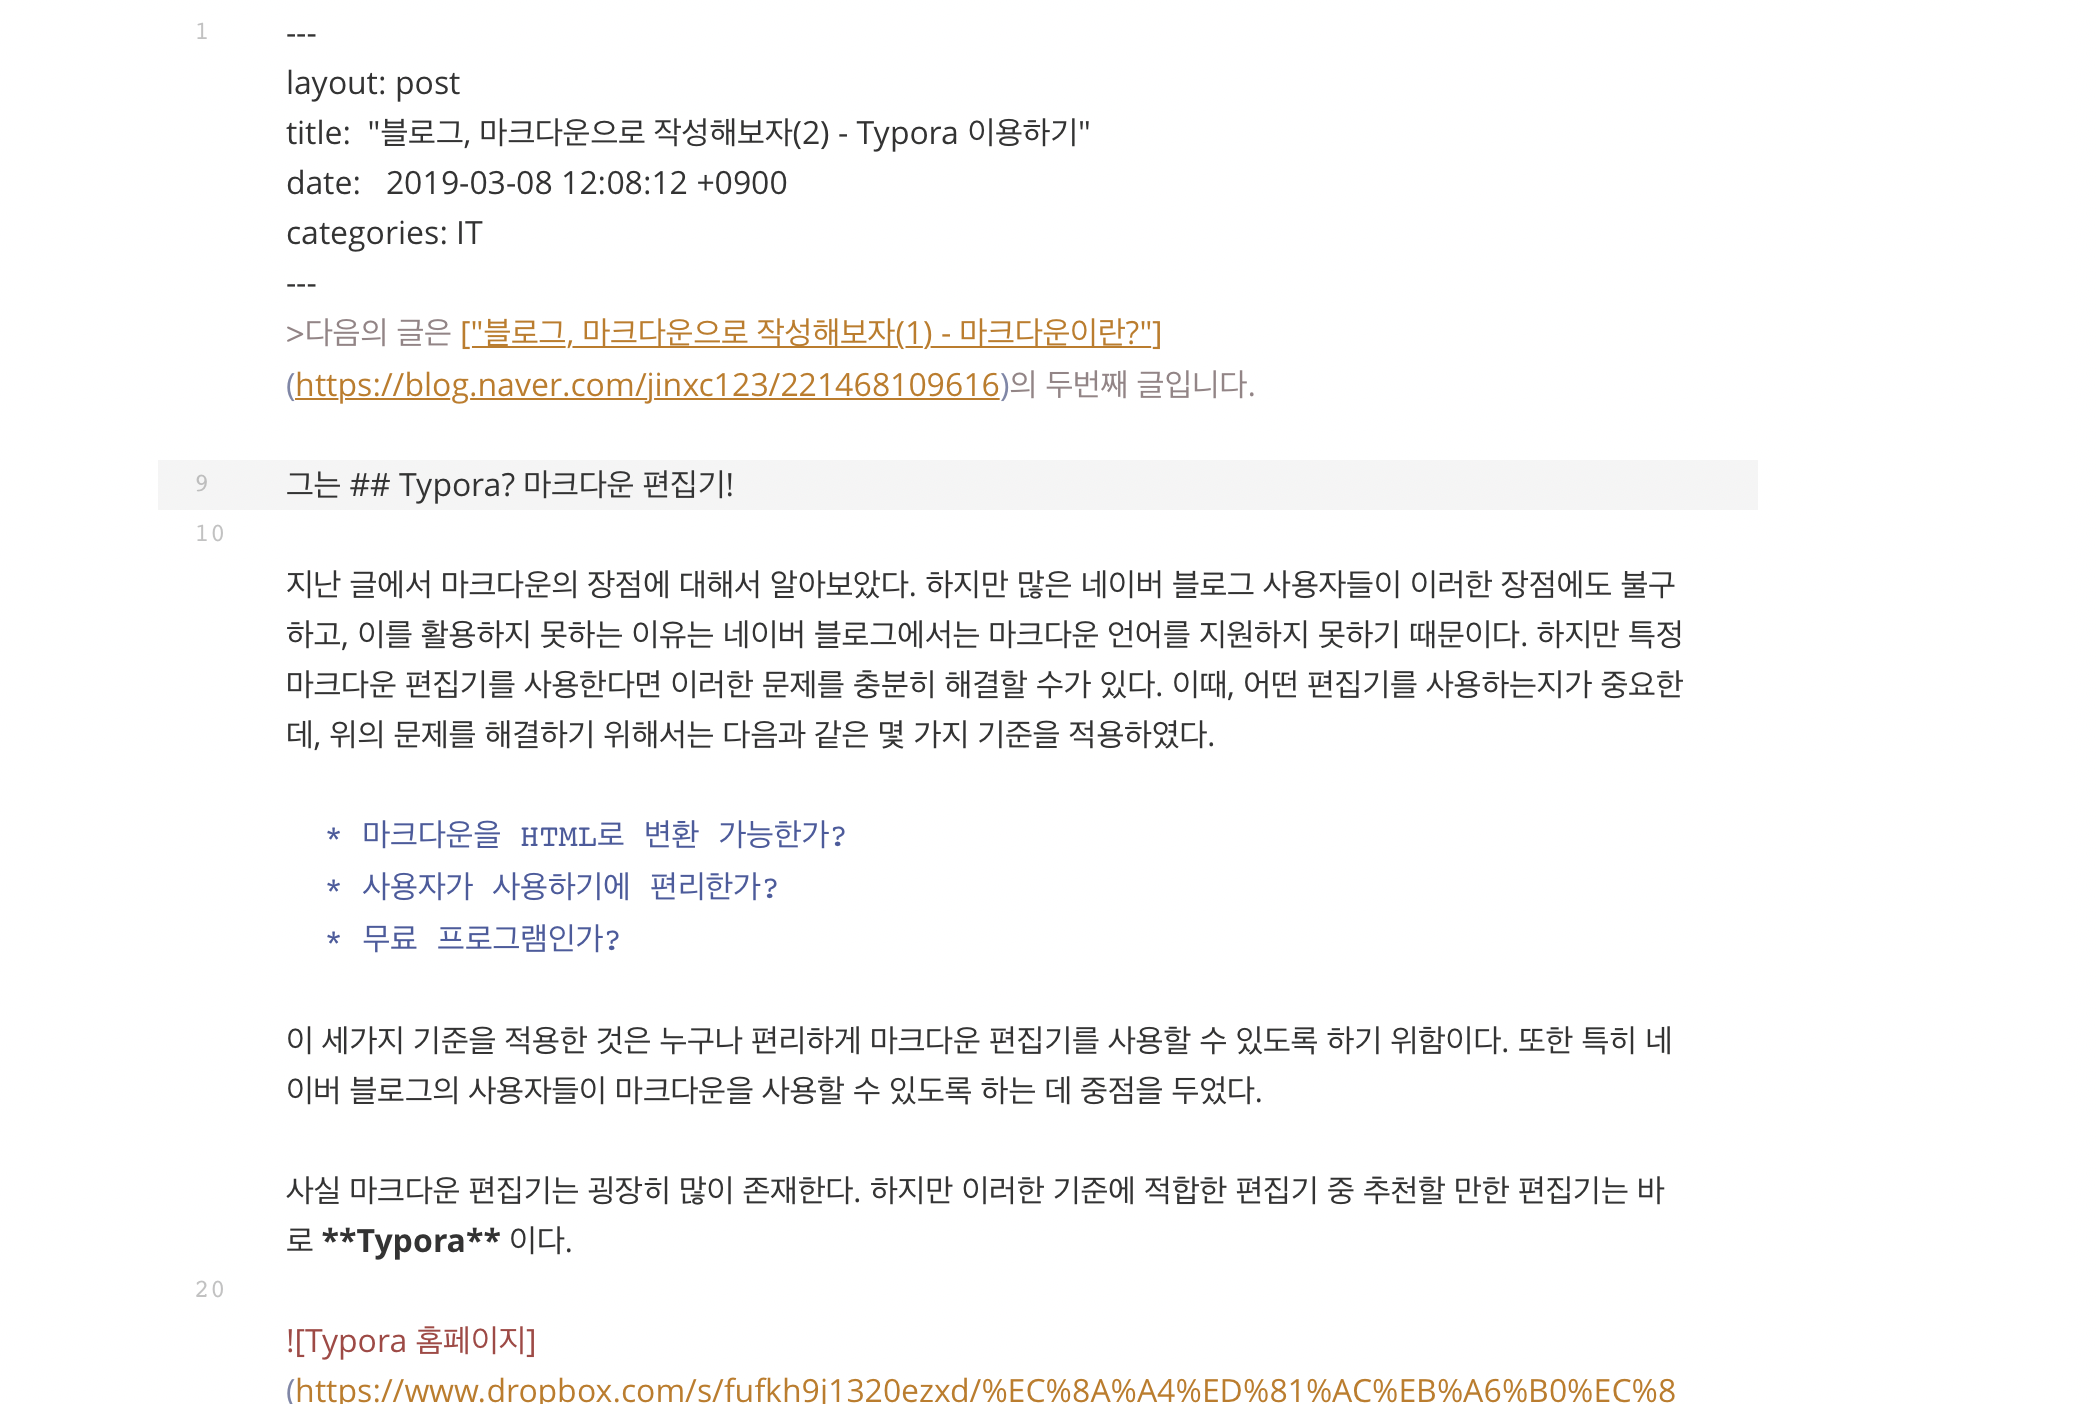 1
---
layout: post
title:  "블로그, 마크다운으로 작성해보자(2) - Typora 이용하기"
date:   2019-03-08 12:08:12 +0900
categories: IT
---
>다음의 글은 ["블로그, 마크다운으로 작성해보자(1) - 마크다운이란?"]
(https://blog.naver.com/jinxc123/221468109616)의 두번째 글입니다.
9 그는 ## Typora? 마크다운 편집기!
10
지난 글에서 마크다운의 장점에 대해서 알아보았다. 하지만 많은 네이버 블로그 사용자들이 이러한 장점에도 불구
하고, 이를 활용하지 못하는 이유는 네이버 블로그에서는 마크다운 언어를 지원하지 못하기 때문이다. 하지만 특정
마크다운 편집기를 사용한다면 이러한 문제를 충분히 해결할 수가 있다. 이때, 어떤 편집기를 사용하는지가 중요한
데, 위의 문제를 해결하기 위해서는 다음과 같은 몇 가지 기준을 적용하였다.
* 마크다운을 HTML로 변환 가능한가?
* 사용자가 사용하기에 편리한가?
* 무료 프로그램인가?
이 세가지 기준을 적용한 것은 누구나 편리하게 마크다운 편집기를 사용할 수 있도록 하기 위함이다. 또한 특히 네
이버 블로그의 사용자들이 마크다운을 사용할 수 있도록 하는 데 중점을 두었다.
사실 마크다운 편집기는 굉장히 많이 존재한다. 하지만 이러한 기준에 적합한 편집기 중 추천할 만한 편집기는 바
로 **Typora** 이다.
20
![Typora 홈페이지]
(https://www.dropbox.com/s/fufkh9j1320ezxd/%EC%8A%A4%ED%81%AC%EB%A6%B0%EC%8